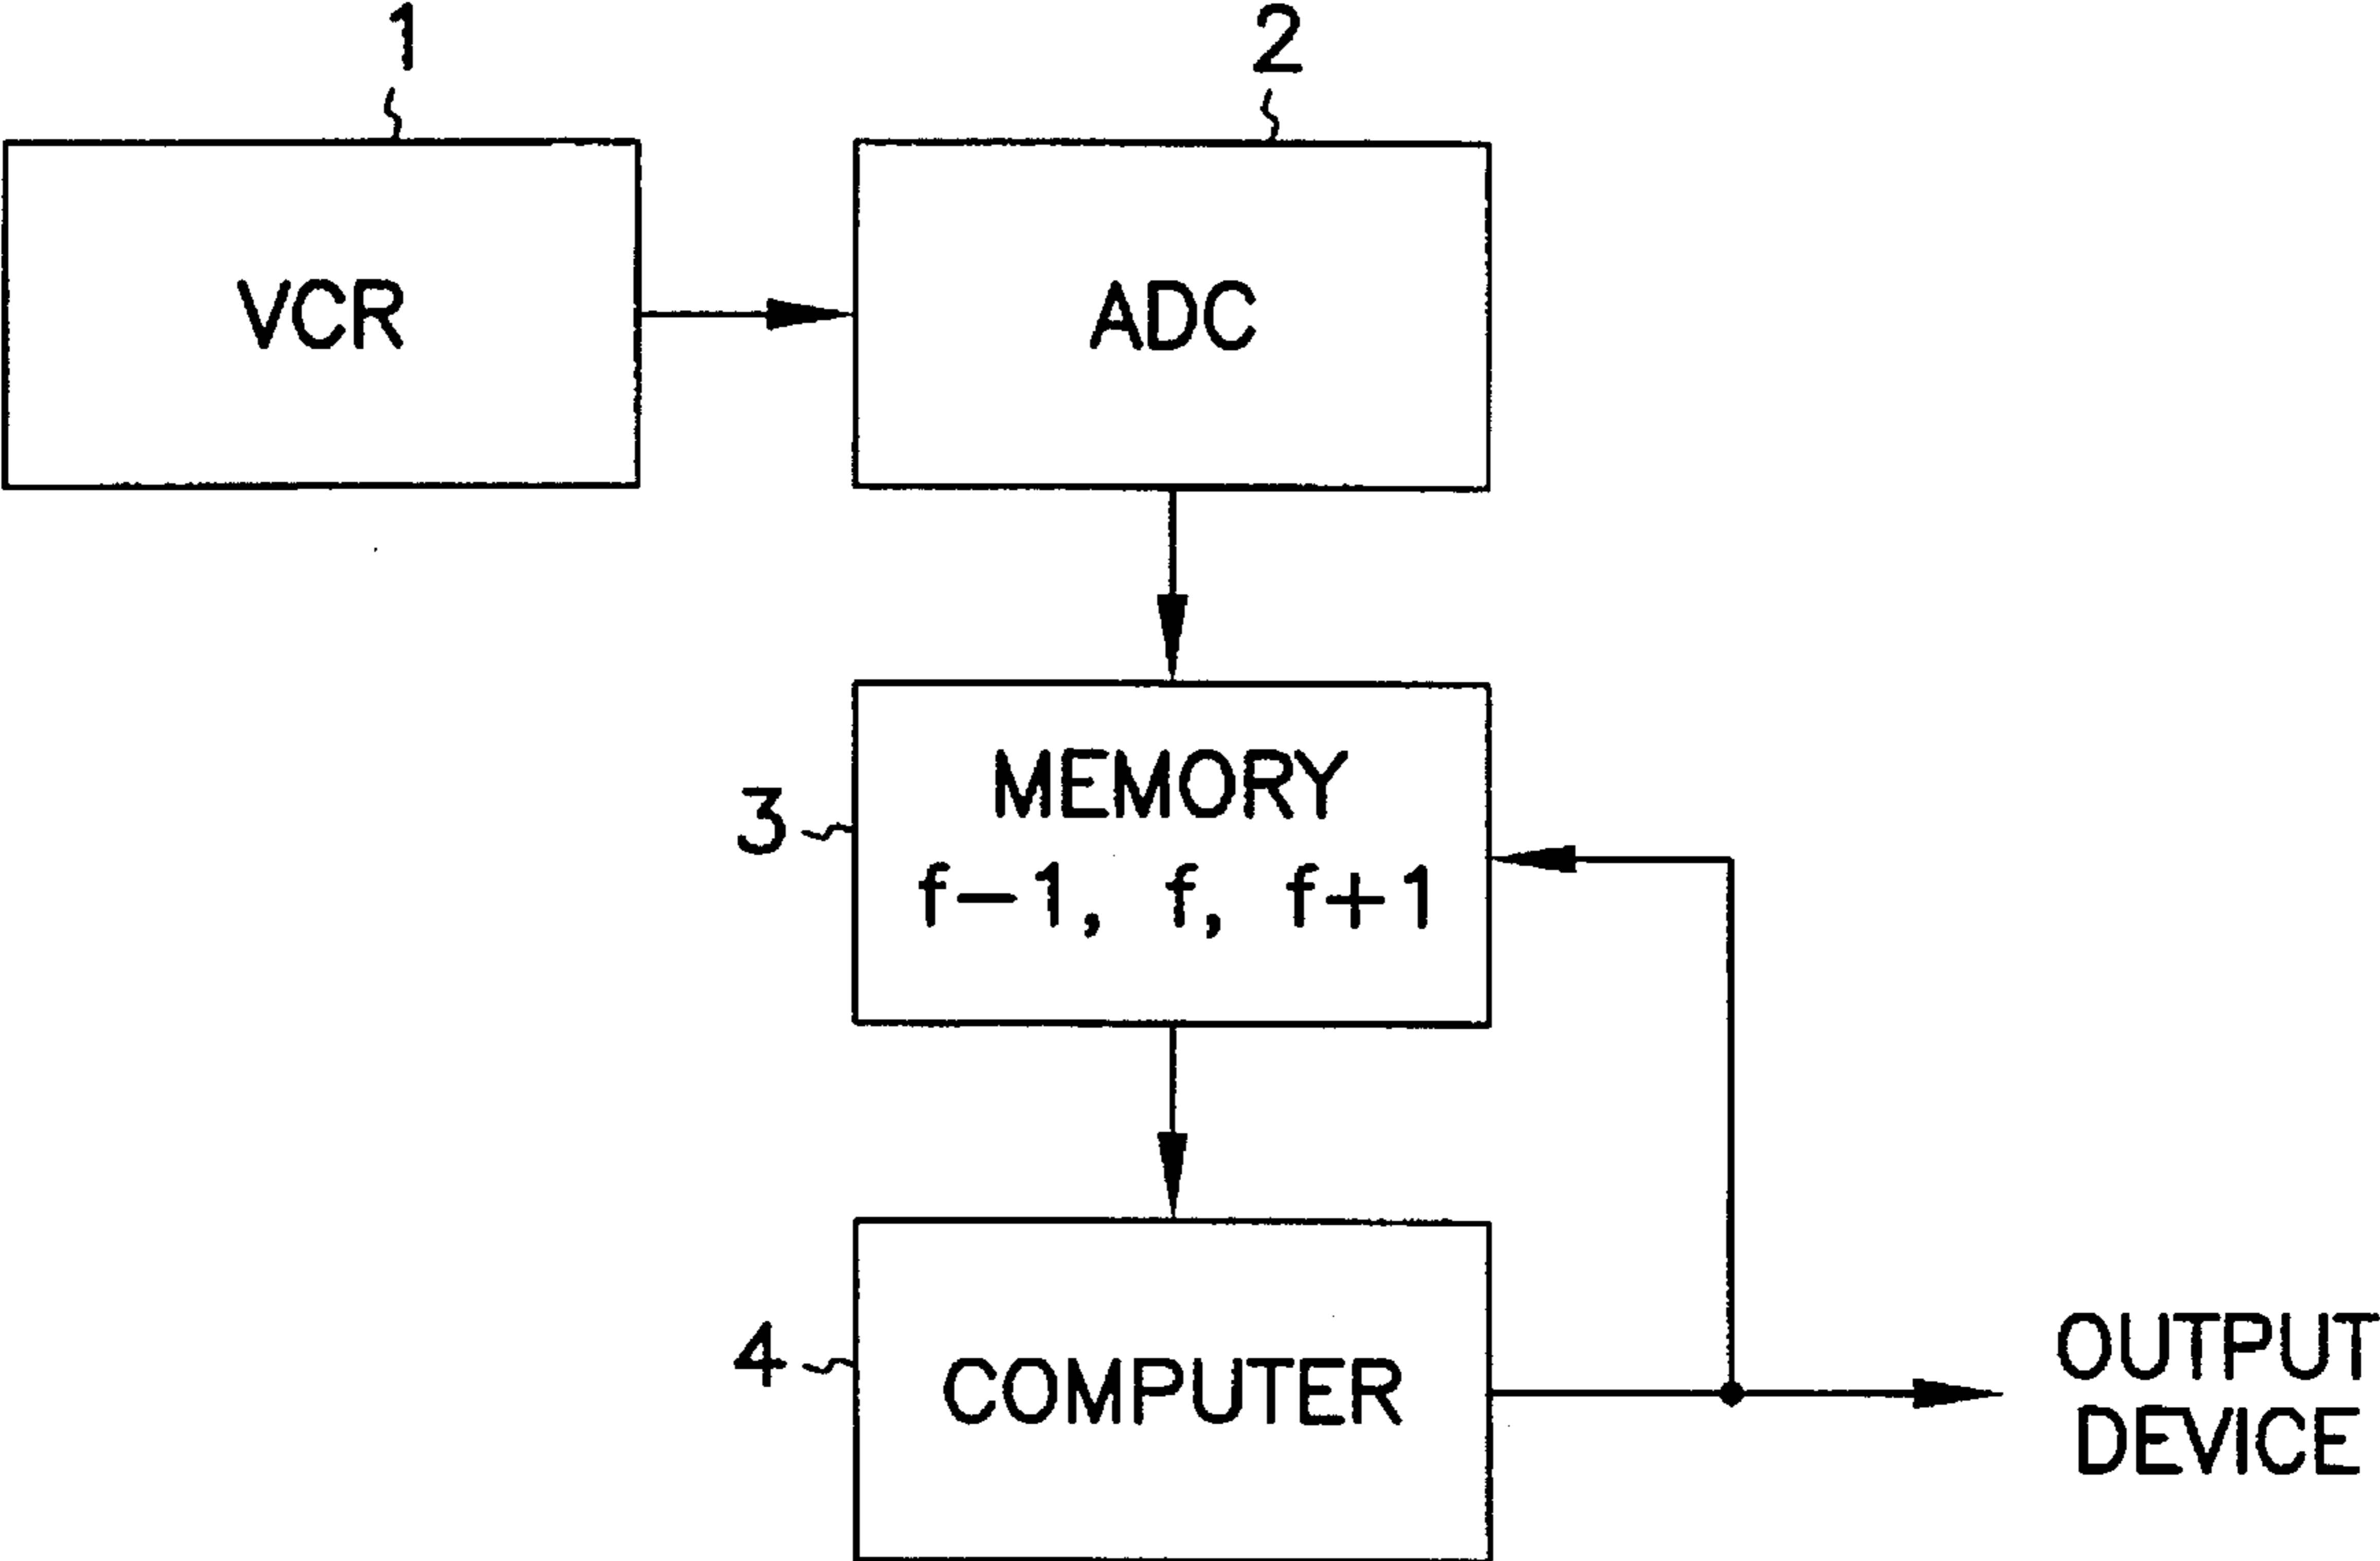 1
2
VCR
ADC
3
MEMORY
f−1, f, f+1
4
COMPUTER
OUTPUT
DEVICE